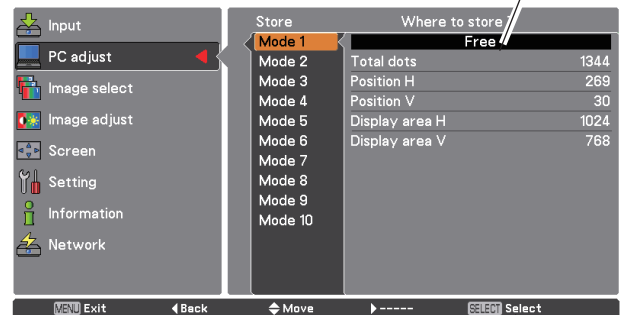 Input
PC adjust
Image select
Image adjust
Screen
Setting
Information
Network
Store
Mode 1
Mode 2
Mode 3
Mode 4
Mode 5
Mode 6
Mode 7
Mode 8
Mode 9
Mode 10
Where to store
Free
Total dots 1344
Position H 269
Position V 30
Display area H 1024
Display area V 768
MENU Exit
Back
Move
-----
SELECT Select